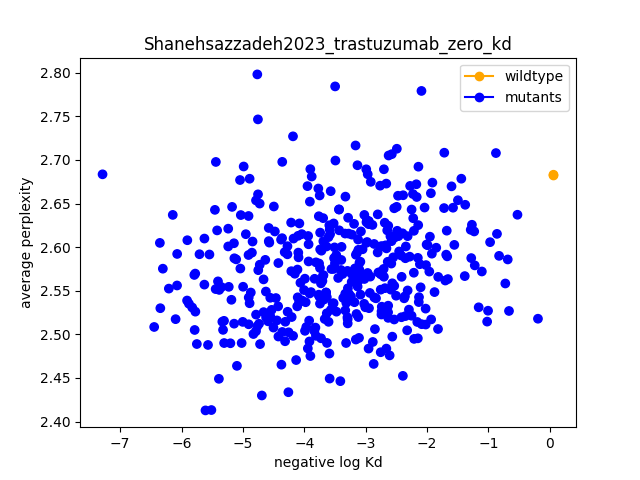 Shanehsazzadeh2023_trastuzumab_zero_kd
wildtype
mutants
average perplexity
2.80
2.75
2.70
2.65
2.60
2.55
2.50
2.45
2.40
−7 −6 −5 −4 −3 −2 −1 0
negative log Kd